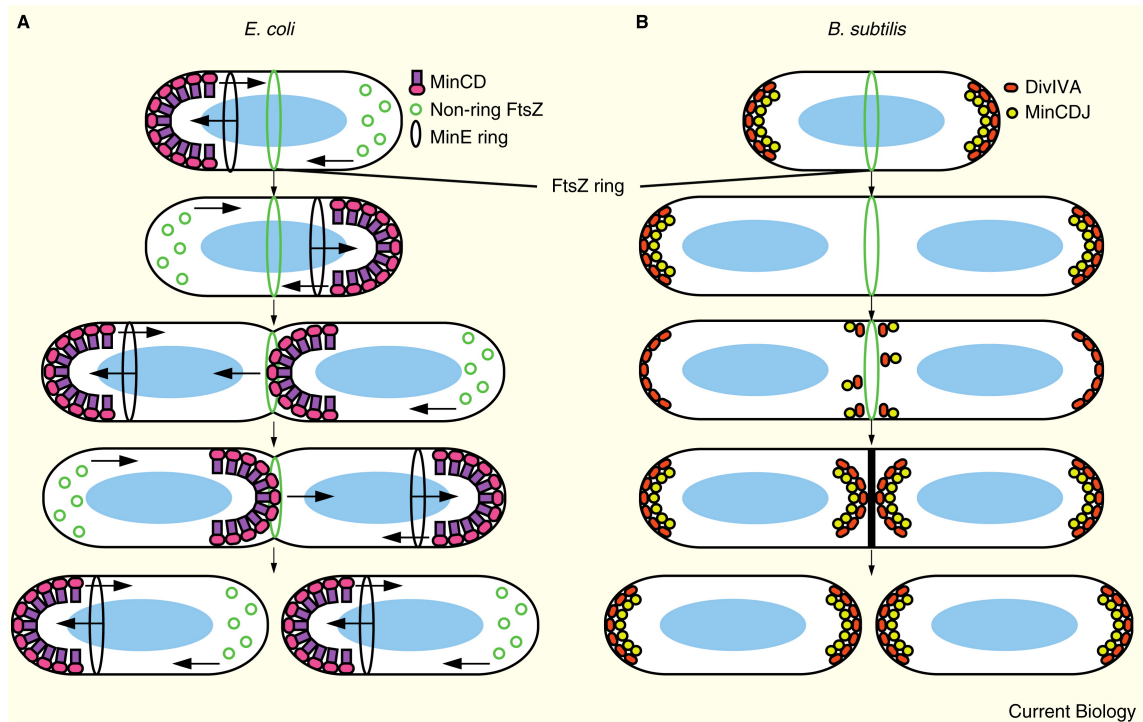 A
E. coli
MinCD
Non-ring FtsZ
MinE ring
FtsZ ring
B
B. subtilis
DivIVA
MinCDJ
Current Biology